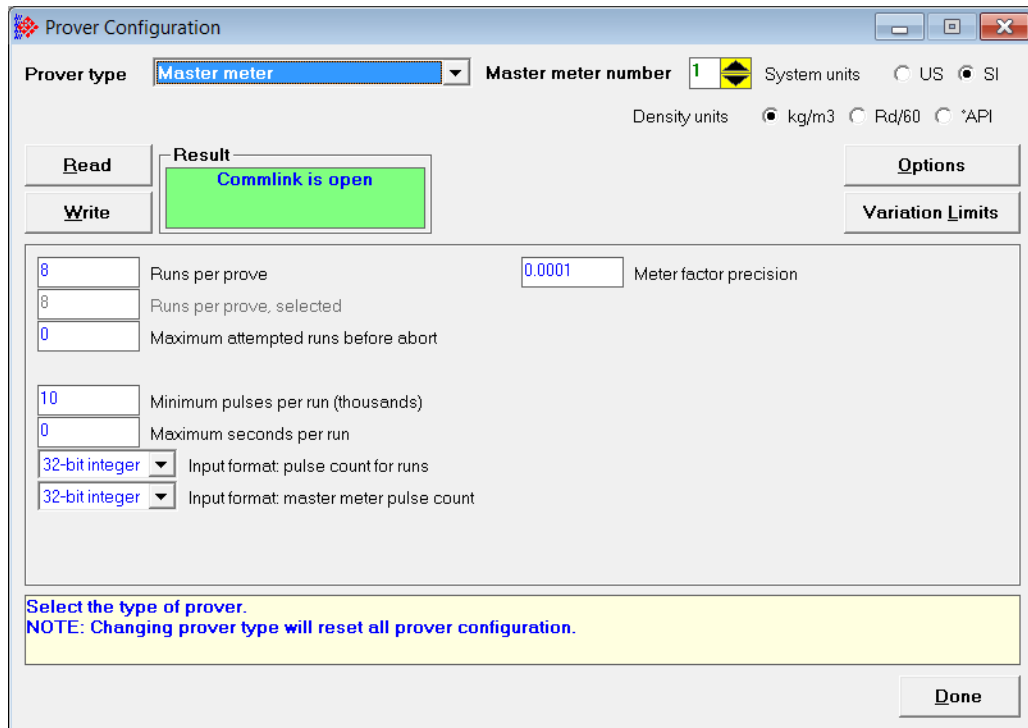 Prover Configuration
Prover type Master meter Master meter number 1 System units US SI
Density units kg/m3 Rd/60 °API
Read Result Commlink is open Options
Write Variation Limits
8 Runs per prove 0.0001 Meter factor precision
8 Runs per prove, selected
0 Maximum attempted runs before abort
10 Minimum pulses per run (thousands)
0 Maximum seconds per run
32-bit integer Input format: pulse count for runs
32-bit integer Input format: master meter pulse count
Select the type of prover.
NOTE: Changing prover type will reset all prover configuration.
Done